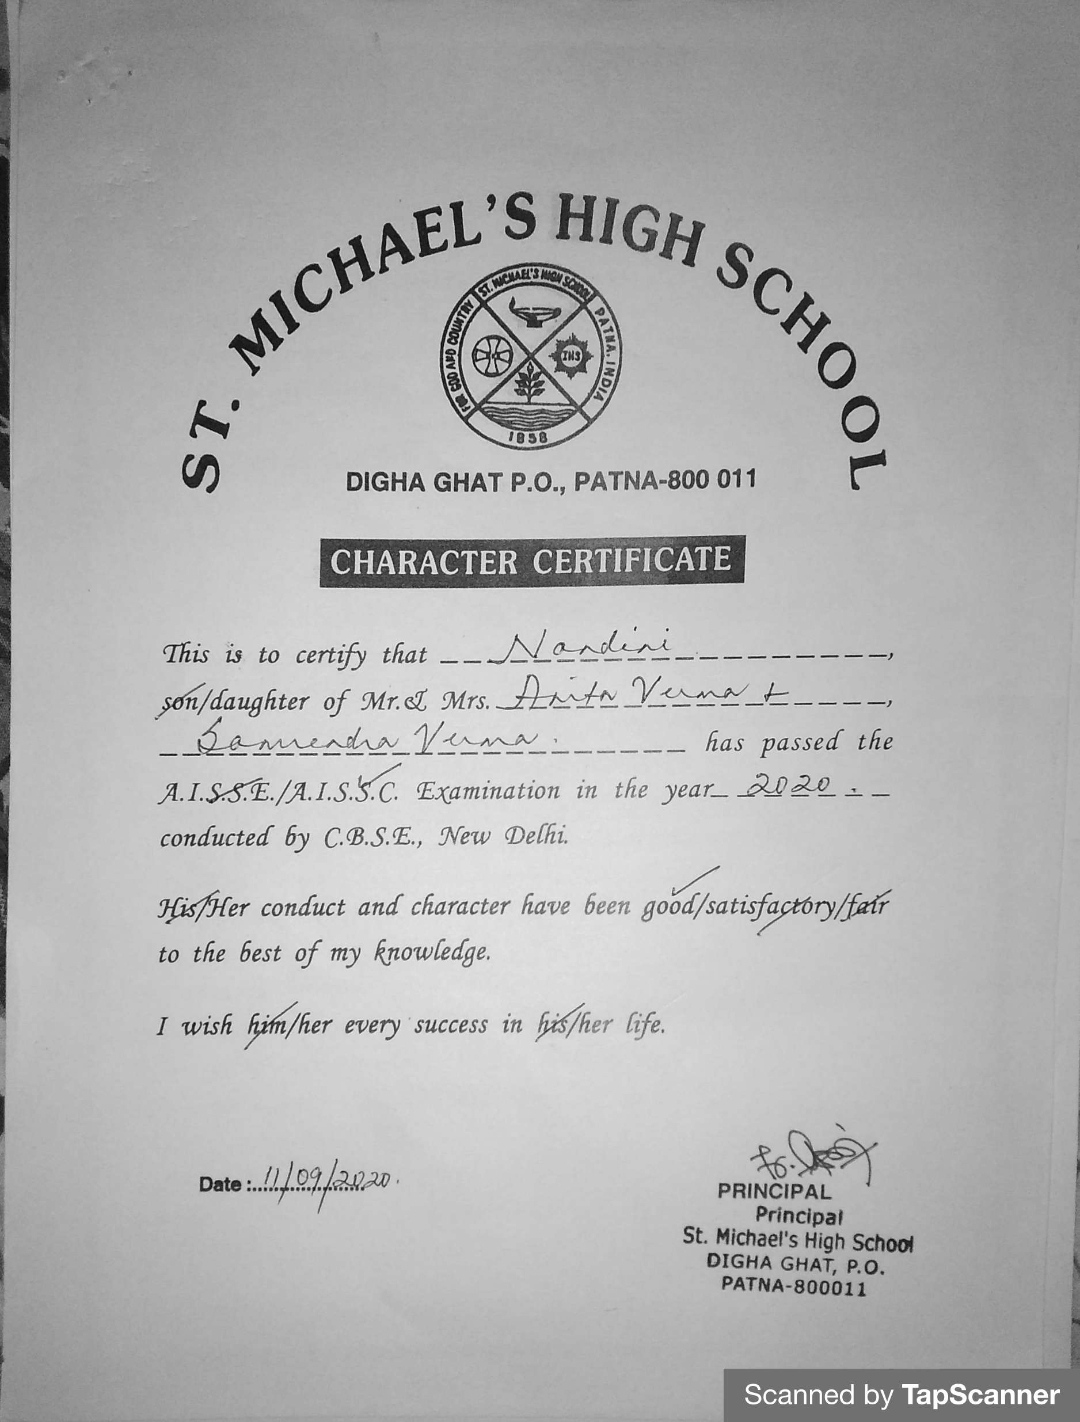 ST. MICHAEL'S HIGH SCHOOL
ST. MICHAEL'S HIGH SCHOOL
FOR GOD AND COUNTRY
PATNA, INDIA
IHS
1858
DIGHA GHAT P.O., PATNA-800 011
CHARACTER CERTIFICATE
This is to certify that Nandini,
son/daughter of Mr. & Mrs. Anita Verma +,
Samrendra Verma. has passed the
A.I.S.S.E./A.I.S.S.C. Examination in the year 2020.
conducted by C.B.S.E., New Delhi.
His/Her conduct and character have been good/satisfactory/fair
to the best of my knowledge.
I wish him/her every success in his/her life.
Date :..11/09/2020.
PRINCIPAL
Principal
St. Michael's High School
DIGHA GHAT, P.O.
PATNA-800011
Scanned by TapScanner